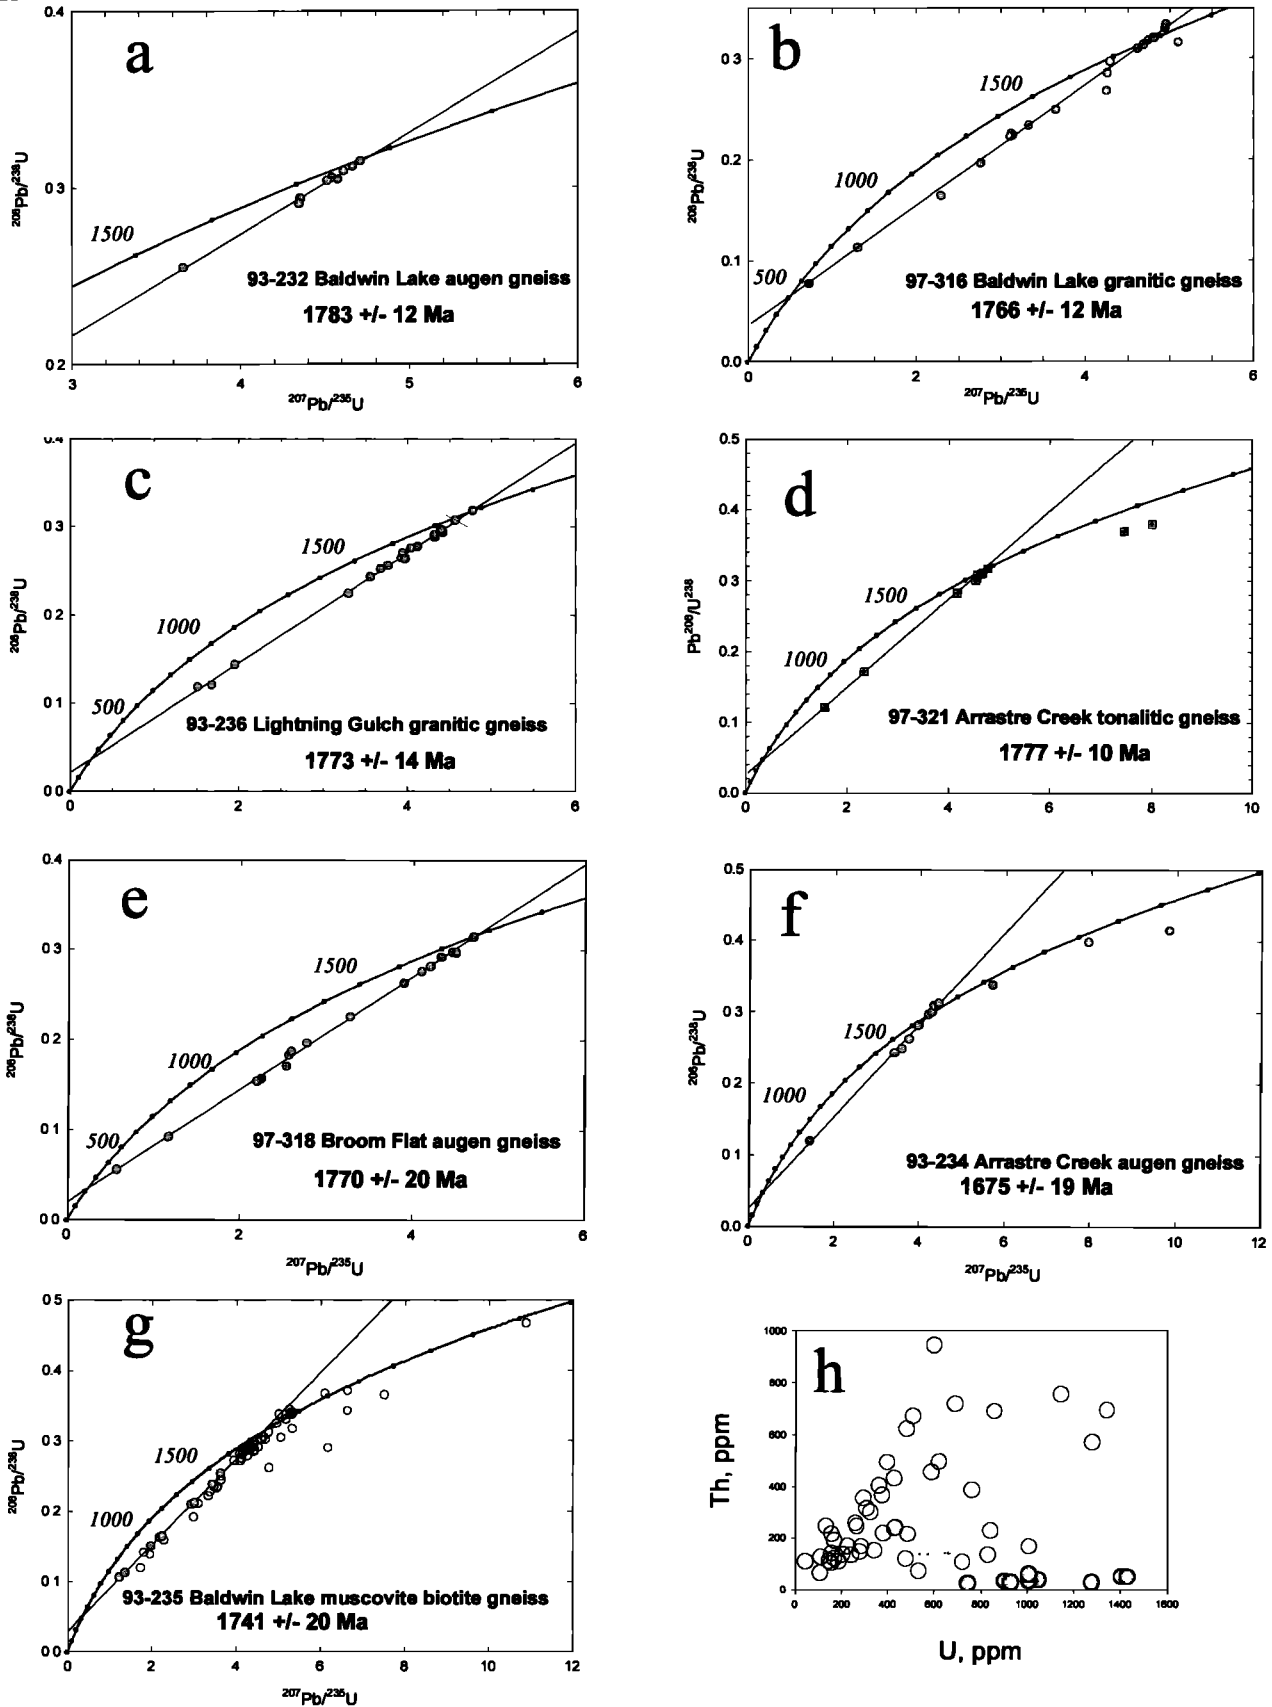 a
0.4
0.3
0.2
3
4
5
6
1500
206Pb/238U
207Pb/235U
93-232 Baldwin Lake augen gneiss
1783 +/- 12 Ma
b
0.3
0.2
0.1
0.0
0
2
4
6
500
1000
1500
206Pb/238U
207Pb/235U
97-316 Baldwin Lake granitic gneiss
1766 +/- 12 Ma
c
0.4
0.3
0.2
0.1
0.0
0
2
4
6
500
1000
1500
206Pb/238U
93-236 Lightning Gulch granitic gneiss
1773 +/- 14 Ma
d
0.5
0.4
0.3
0.2
0.1
0.0
0
2
4
6
8
10
1000
1500
Pb206/U238
97-321 Arrastre Creek tonalitic gneiss
1777 +/- 10 Ma
e
0.4
0.3
0.2
0.1
0.0
0
2
4
6
500
1000
1500
206Pb/238U
207Pb/235U
97-318 Broom Flat augen gneiss
1770 +/- 20 Ma
f
0.5
0.4
0.3
0.2
0.1
0.0
0
2
4
6
8
10
12
1000
1500
206Pb/238U
207Pb/235U
93-234 Arrastre Creek augen gneiss
1675 +/- 19 Ma
g
0.5
0.4
0.3
0.2
0.1
0.0
0
2
4
6
8
10
12
1000
1500
206Pb/238U
207Pb/235U
93-235 Baldwin Lake muscovite biotite gneiss
1741 +/- 20 Ma
h
1000
800
600
400
200
0
0
200
400
600
800
1000
1200
1400
1600
Th, ppm
U, ppm